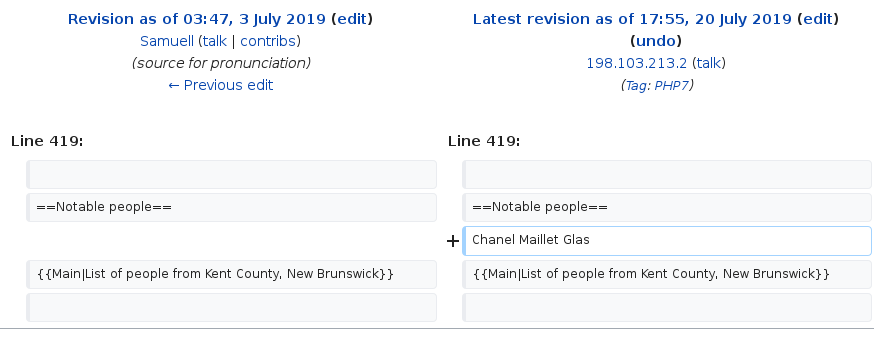 Revision as of 03:47, 3 July 2019 (edit)
Samuell (talk | contribs)
(source for pronunciation)
← Previous edit
Latest revision as of 17:55, 20 July 2019 (edit)
(undo)
198.103.213.2 (talk)
(Tag: PHP7)
Line 419:
Line 419:
==Notable people==
==Notable people==
+ Chanel Maillet Glas
{{Main|List of people from Kent County, New Brunswick}}
{{Main|List of people from Kent County, New Brunswick}}